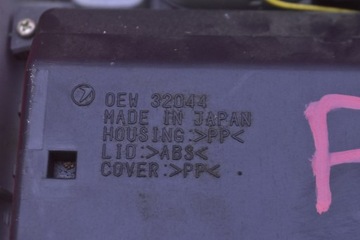 OEW 32044
MADE IN JAPAN
HOUSING:>PP<
LID:>ABS<
COVER:>PP<